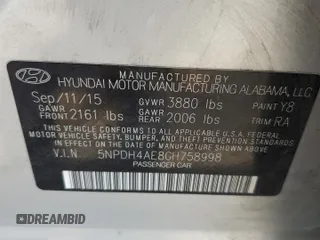 HYUNDAI MOTOR MANUFACTURING ALABAMA, LLC
Sep/11/15 GVWR 3880 lbs PAINT Y8
GAWR FRONT 2161 lbs GAWR REAR 2006 lbs TRIM RA
THIS VEHICLE CONFORMS TO ALL APPLICABLE FEDERAL MOTOR
VEHICLE SAFETY, BUMPER, AND THEFT PREVENTION STANDARDS
IN EFFECT ON THE DATE OF MANUFACTURE SHOWN ABOVE.
V.I.N. 5NPDH4AE8GH758998
PASSENGER CAR
DREAMBID